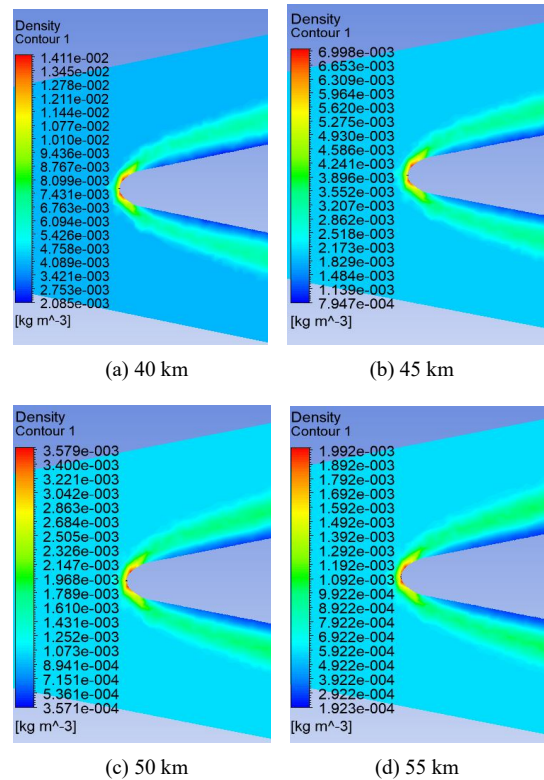 Density
Contour 1
1.411e-002
1.345e-002
1.278e-002
1.211e-002
1.144e-002
1.077e-002
1.010e-002
9.436e-003
8.767e-003
8.099e-003
7.431e-003
6.763e-003
6.094e-003
5.426e-003
4.758e-003
4.089e-003
3.421e-003
2.753e-003
2.085e-003
[kg m^-3]
(a) 40 km
Density
Contour 1
6.998e-003
6.653e-003
6.309e-003
5.964e-003
5.620e-003
5.275e-003
4.930e-003
4.586e-003
4.241e-003
3.896e-003
3.552e-003
3.207e-003
2.862e-003
2.518e-003
2.173e-003
1.829e-003
1.484e-003
1.139e-003
7.947e-004
[kg m^-3]
(b) 45 km
Density
Contour 1
3.579e-003
3.400e-003
3.221e-003
3.042e-003
2.863e-003
2.684e-003
2.505e-003
2.326e-003
2.147e-003
1.968e-003
1.789e-003
1.610e-003
1.431e-003
1.252e-003
1.073e-003
8.941e-004
7.151e-004
5.361e-004
3.571e-004
[kg m^-3]
(c) 50 km
Density
Contour 1
1.992e-003
1.892e-003
1.792e-003
1.692e-003
1.592e-003
1.492e-003
1.392e-003
1.292e-003
1.192e-003
1.092e-003
9.922e-004
8.922e-004
7.922e-004
6.922e-004
5.922e-004
4.922e-004
3.922e-004
2.922e-004
1.923e-004
[kg m^-3]
(d) 55 km